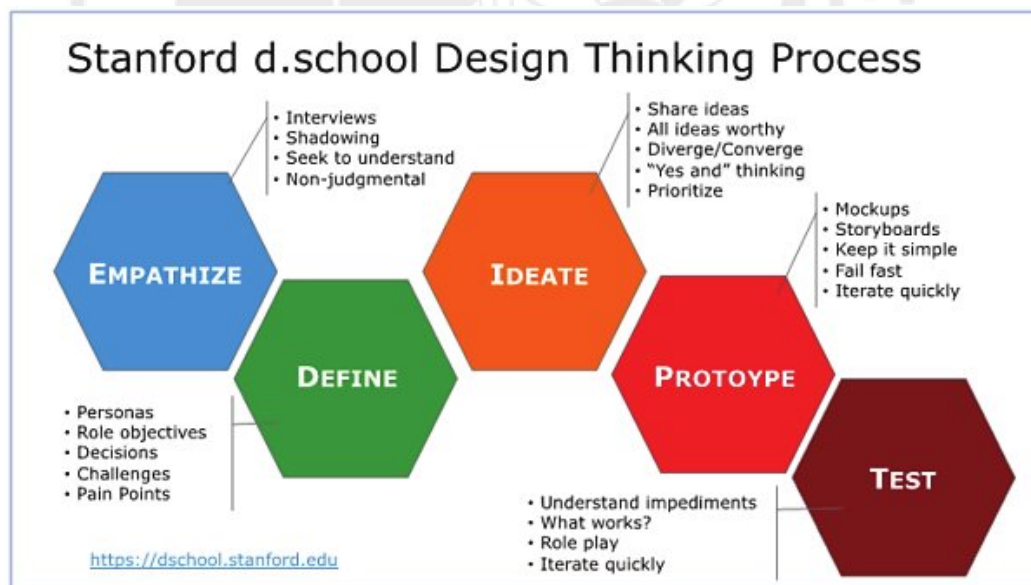 Stanford d.school Design Thinking Process
• Interviews
• Shadowing
• Seek to understand
• Non-judgmental
EMPATHIZE
• Personas
• Role objectives
• Decisions
• Challenges
• Pain Points
DEFINE
• Share ideas
• All ideas worthy
• Diverge/Converge
• “Yes and” thinking
• Prioritize
IDEATE
• Mockups
• Storyboards
• Keep it simple
• Fail fast
• Iterate quickly
PROTOYPE
• Understand impediments
• What works?
• Role play
• Iterate quickly
TEST
https://dschool.stanford.edu